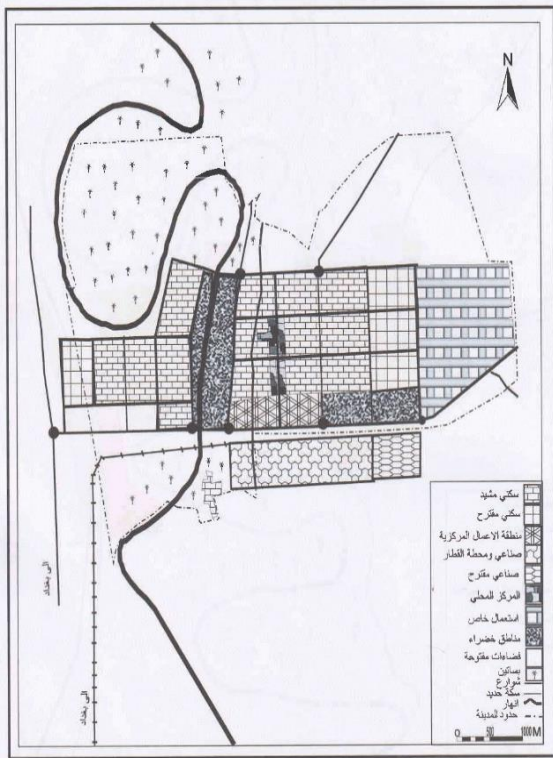 N
سكني مشيد
سكني مقترح
منطقة الاعمال المركزية
صناعي ومحطة القطار
صناعي مقترح
المركز المحلي
استعمال خاص
مناطق خضراء
فضاءات مفتوحة
بساتين
شوارع
سكة حديد
انهار
حدود المدينة
0 500 1000M
الى بغداد
الى بغداد